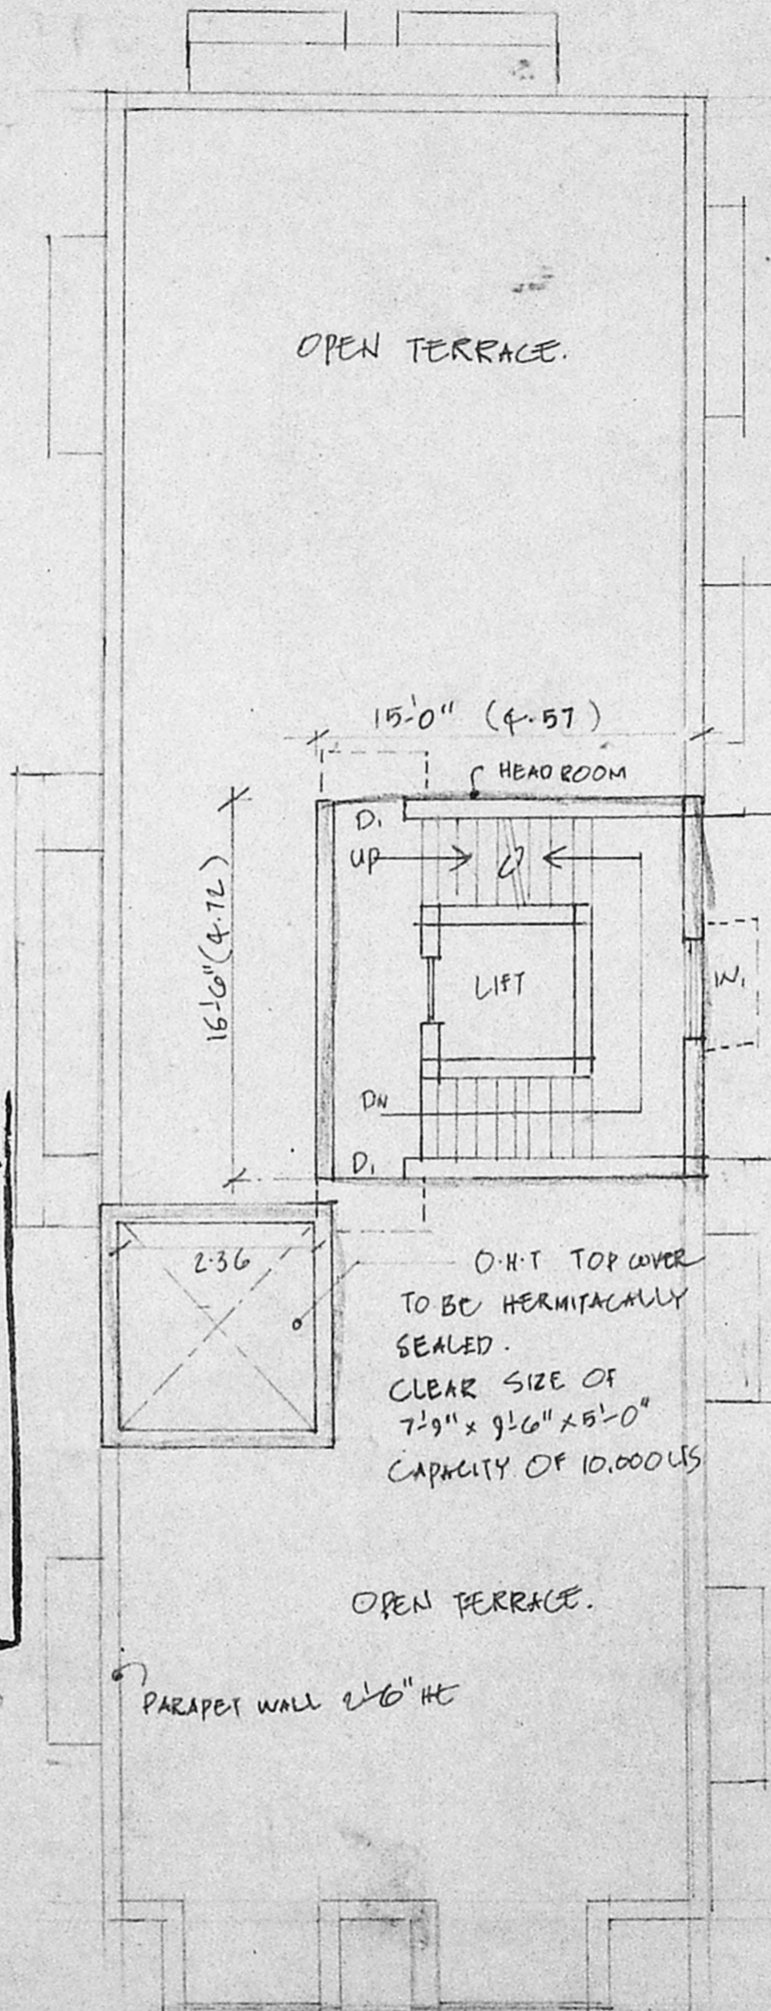 OPEN TERRACE.
15'-0" (4.57)
HEAD ROOM
D1
UP
16'-6" (4.72)
LIFT
W1
DN
D1
2.36
O.H.T TOP COVER
TO BE HERMITACALLY
SEALED.
CLEAR SIZE OF
7'-9" x 9'-6" x 5'-0"
CAPACITY OF 10,000 LTS
OPEN TERRACE.
PARAPET WALL 2'-6" HT